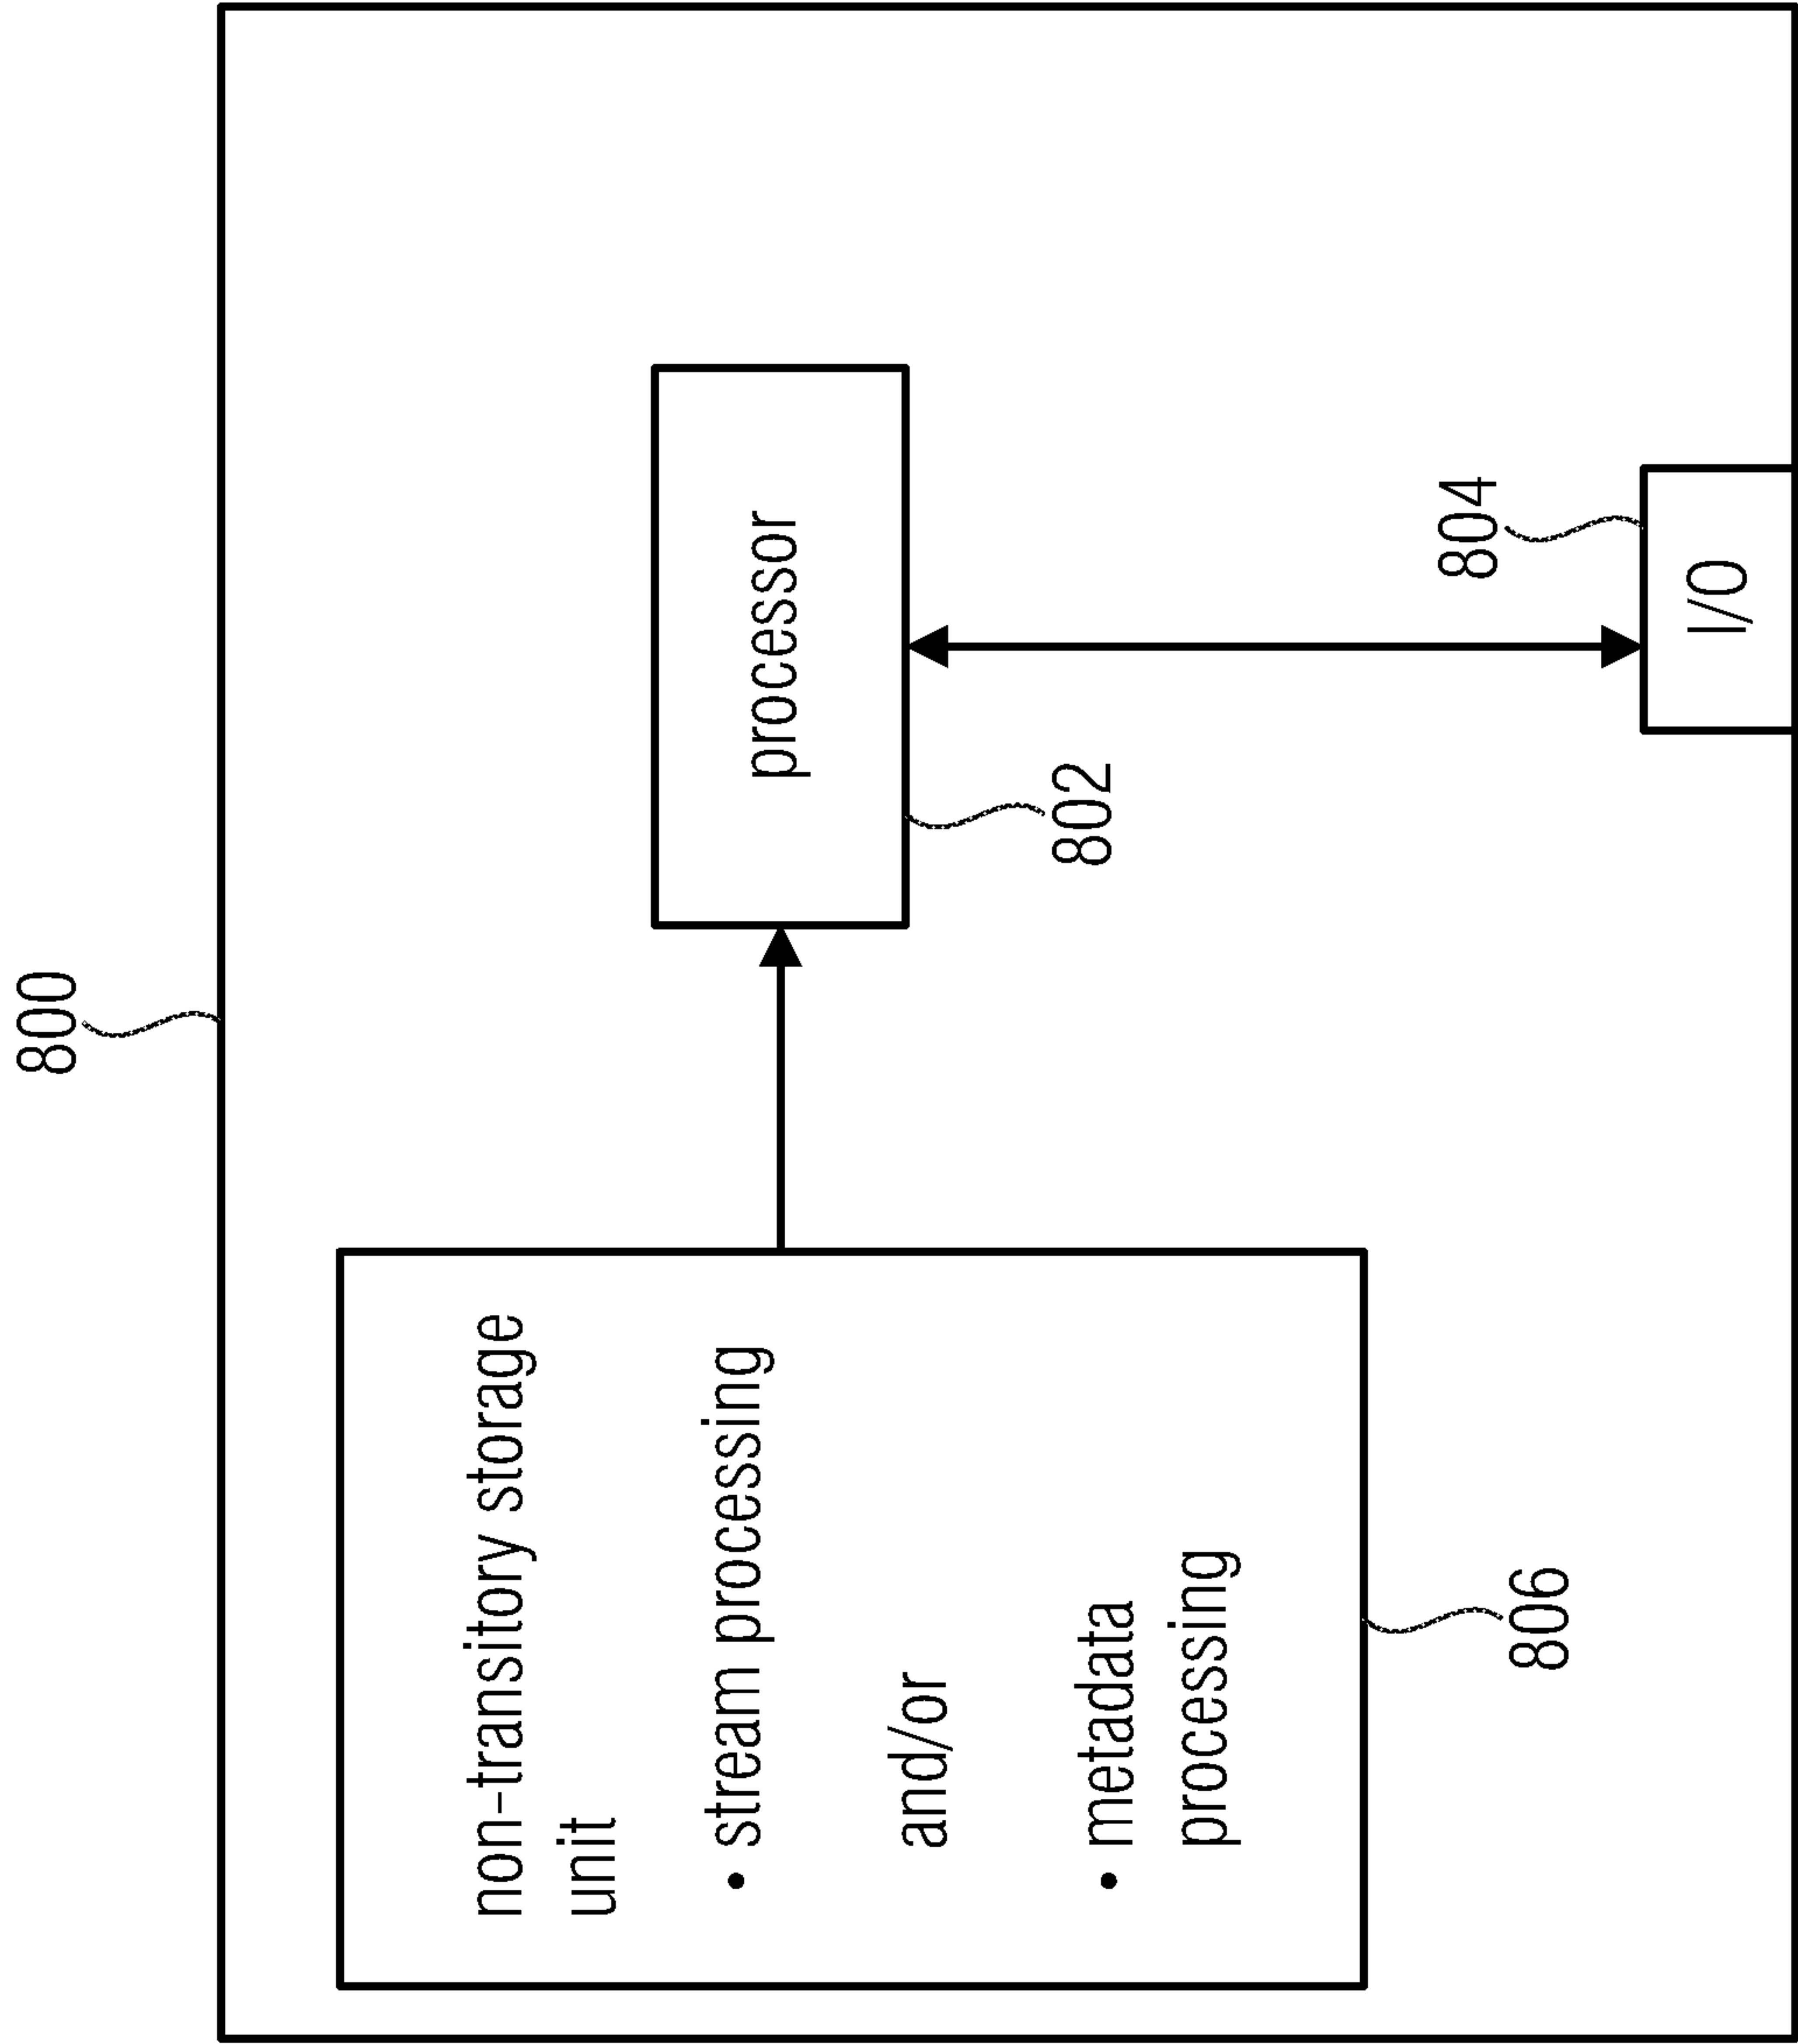 800
non-transitory storage
unit
• stream processing
and/or
• metadata
processing
806
processor
802
804
I/O